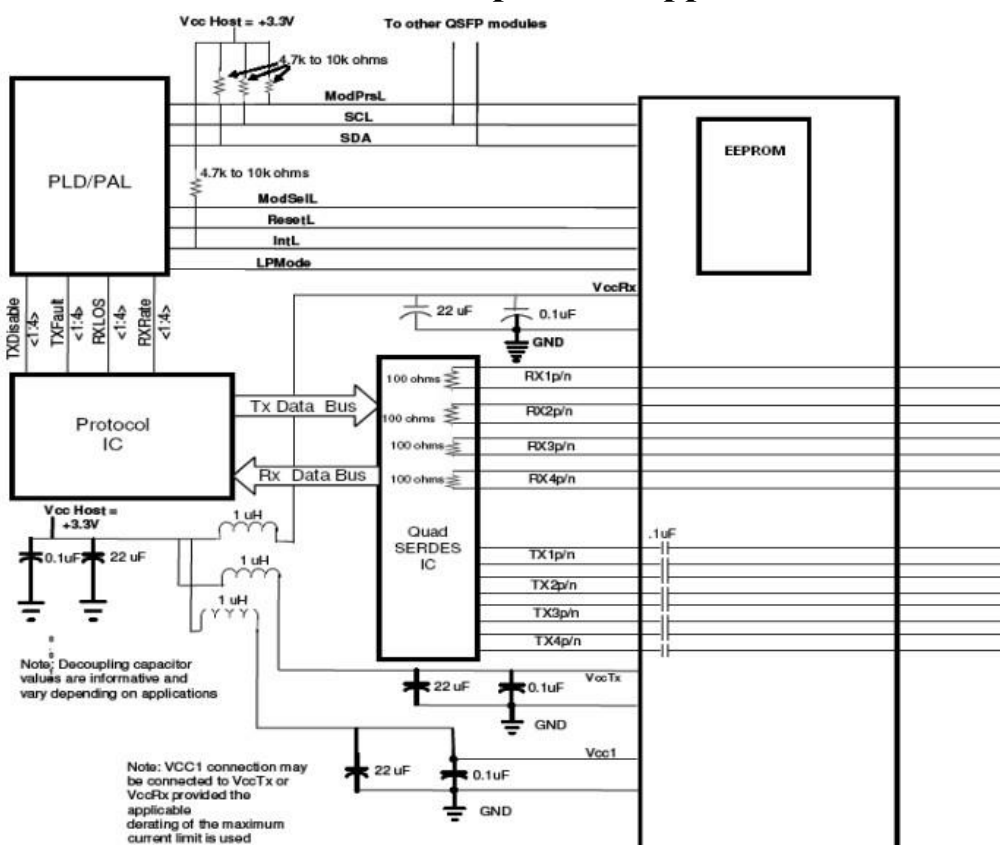 Vcc Host = +3.3V
To other QSFP modules
4.7k to 10k ohms
ModPrsL
SCL
SDA
EEPROM
PLD/PAL
4.7k to 10k ohms
ModSelL
ResetL
IntL
LPMode
TXDisable
<1:4>
TXFault
<1:4>
RXLOS
<1:4>
RXRate
<1:4>
VccRx
22 uF
0.1uF
GND
100 ohms
RX1p/n
Tx Data Bus
100 ohms
RX2p/n
Protocol
IC
100 ohms
RX3p/n
Rx Data Bus
100 ohms
RX4p/n
Vcc Host =
+3.3V
1 uH
0.1uF
22 uF
Quad
SERDES
IC
.1uF
TX1p/n
1 uH
TX2p/n
1 uH
TX3p/n
TX4p/n
Note: Decoupling capacitor
values are informative and
vary depending on applications
VccTx
22 uF
0.1uF
GND
Vcc1
Note: VCC1 connection may
be connected to VccTx or
VccRx provided the
applicable
derating of the maximum
current limit is used
22 uF
0.1uF
GND